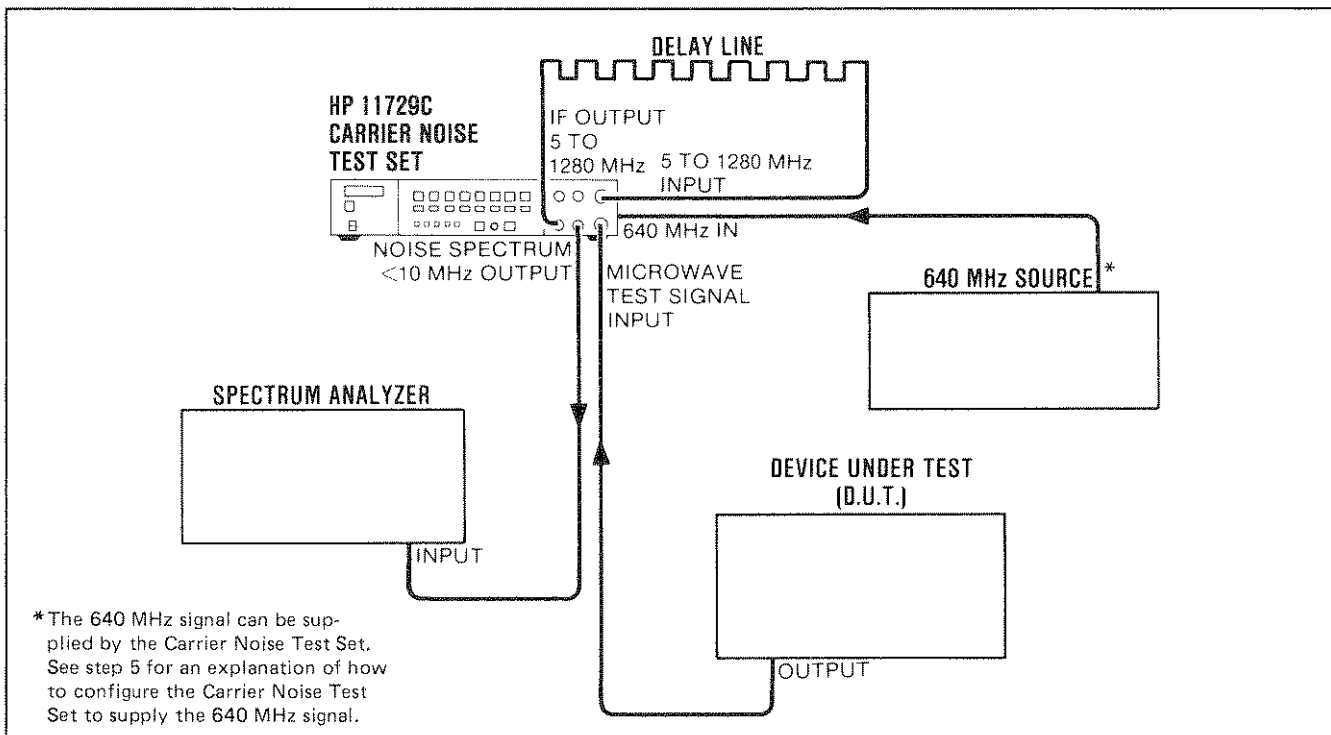 DELAY LINE
HP 11729C
CARRIER NOISE
TEST SET
IF OUTPUT
5 TO
1280 MHz
5 TO 1280 MHz
INPUT
640 MHz IN
NOISE SPECTRUM
<10 MHz OUTPUT
MICROWAVE
TEST SIGNAL
INPUT
640 MHz SOURCE *
SPECTRUM ANALYZER
INPUT
DEVICE UNDER TEST
(D.U.T.)
OUTPUT
* The 640 MHz signal can be sup-
plied by the Carrier Noise Test Set.
See step 5 for an explanation of how
to configure the Carrier Noise Test
Set to supply the 640 MHz signal.